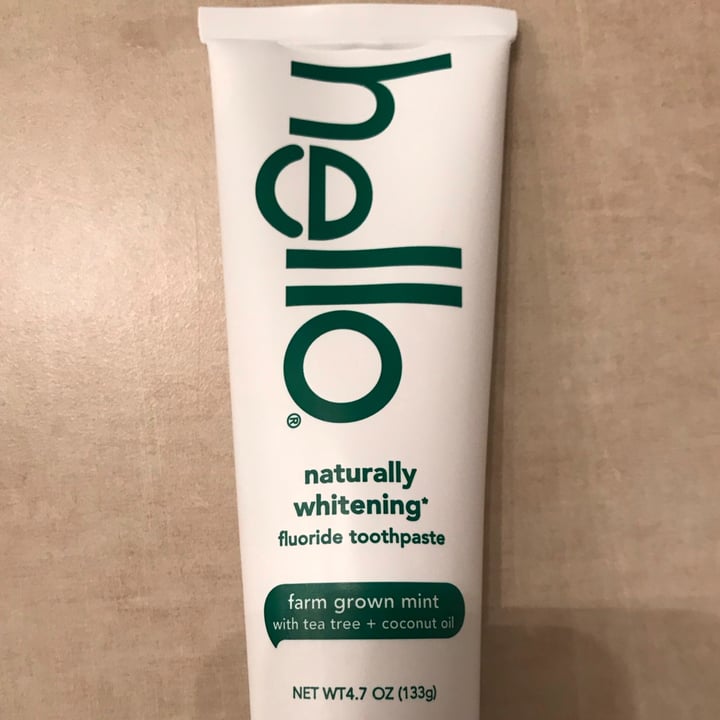 hello®
naturally
whitening*
fluoride toothpaste
farm grown mint
with tea tree + coconut oil
NET WT4.7 OZ (133g)